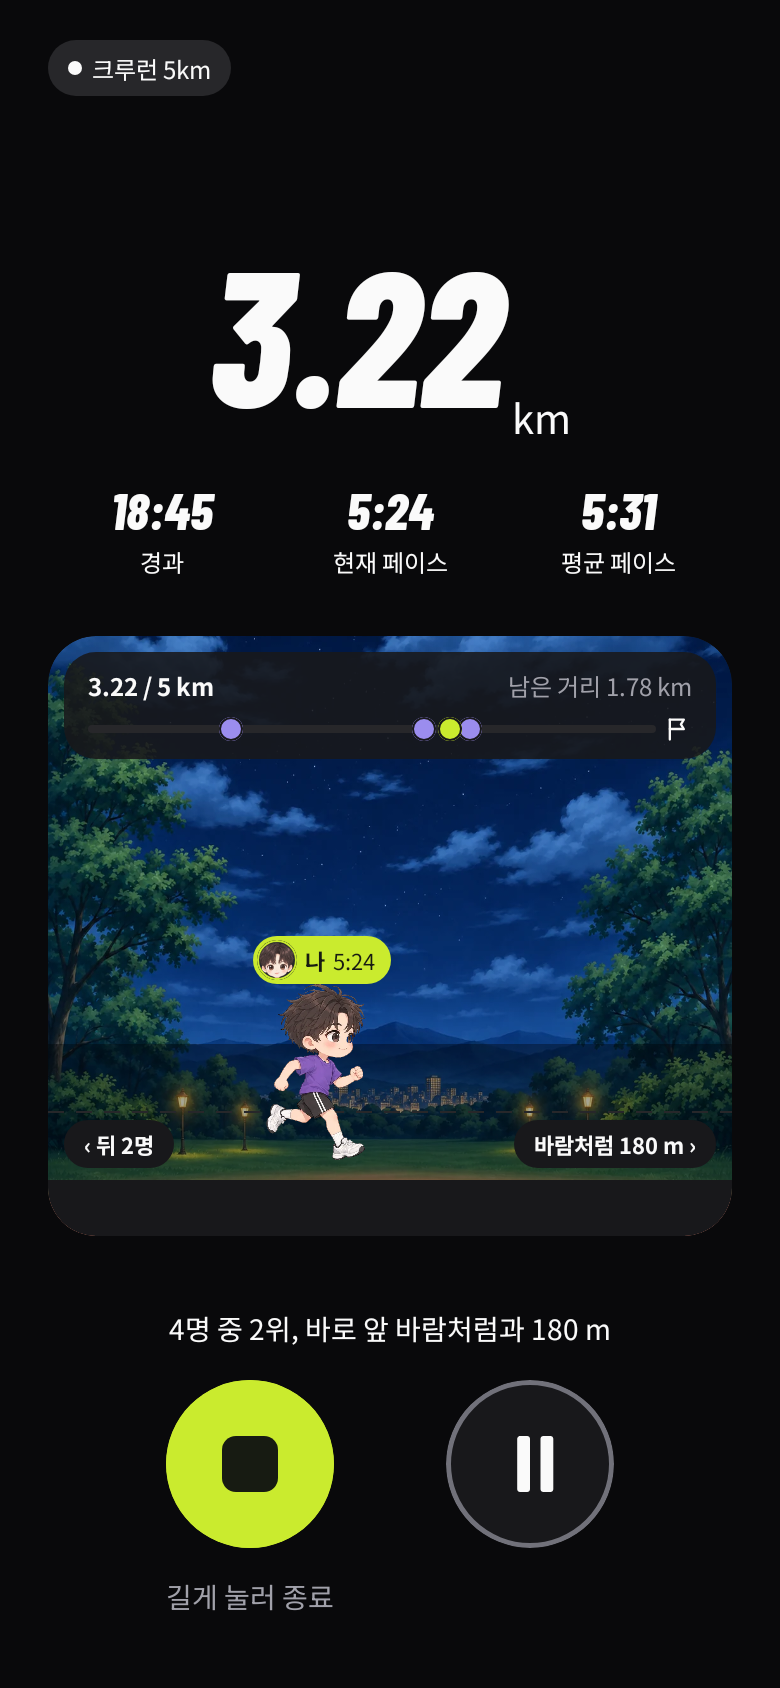 크루런 5km
3.22 km
18:45 5:24 5:31
경과 현재 페이스 평균 페이스
3.22 / 5 km 남은 거리 1.78 km
나 5:24
‹ 뒤 2명 바람처럼 180 m ›
4명 중 2위, 바로 앞 바람처럼과 180 m
길게 눌러 종료